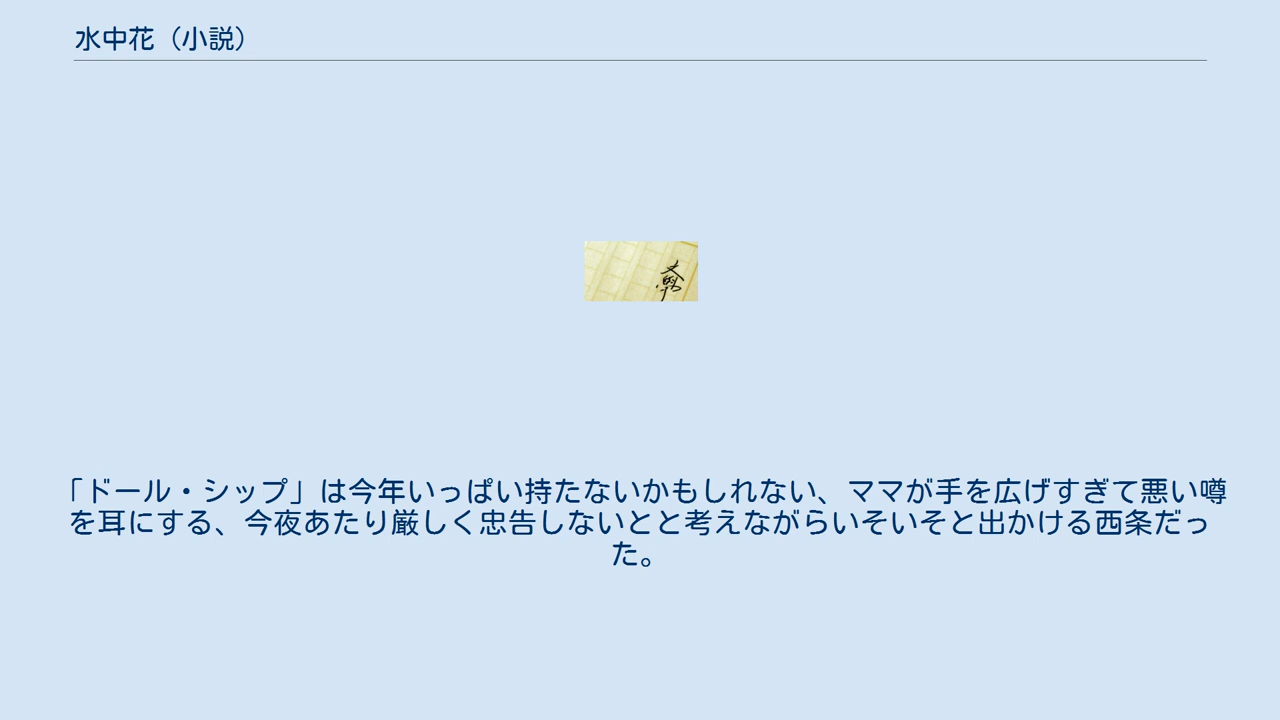 水中花（小説）
「ドール・シップ」は今年いっぱい持たないかもしれない、ママが手を広げすぎて悪い噂
を耳にする、今夜あたり厳しく忠告しないとと考えながらいそいそと出かける西条だっ
た。